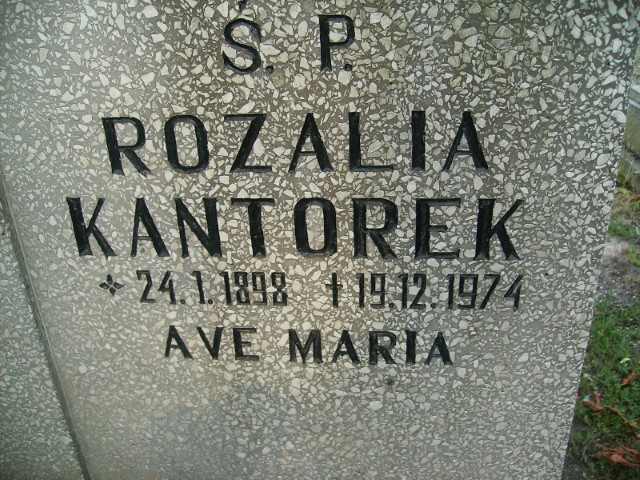 Ś. P.
ROZALIA
KANTOREK
✧ 24.1.1898 † 19.12.1974
AVE MARIA